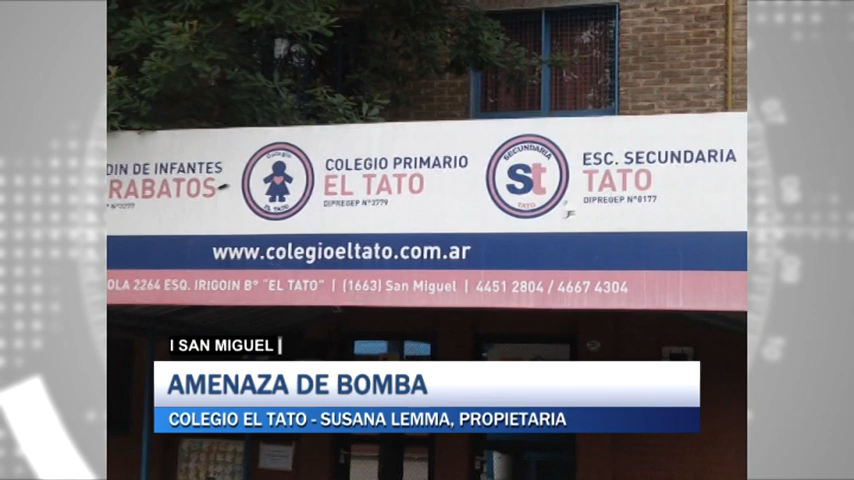 DIN DE INFANTES
RABATOS
COLEGIO PRIMARIO
EL TATO
DIPREGEP N°3779
Colegio
EL TATO
SECUNDARIA
st
TATO
ESC. SECUNDARIA
TATO
DIPREGEP N°8177
www.colegioeltato.com.ar
OLA 2264 ESQ. IRIGOIN B° "EL TATO" | (1663) San Miguel | 4451 2804 / 4667 4304
I SAN MIGUEL |
AMENAZA DE BOMBA
COLEGIO EL TATO - SUSANA LEMMA, PROPIETARIA